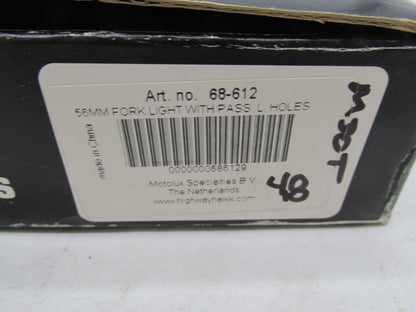 Art. no. 68-612
56MM FORK LIGHT WITH PASS. L. HOLES
made in China
0000000686129
Motolux Specialties B.V.
The Netherlands
www.highwayhawk.com
48
S